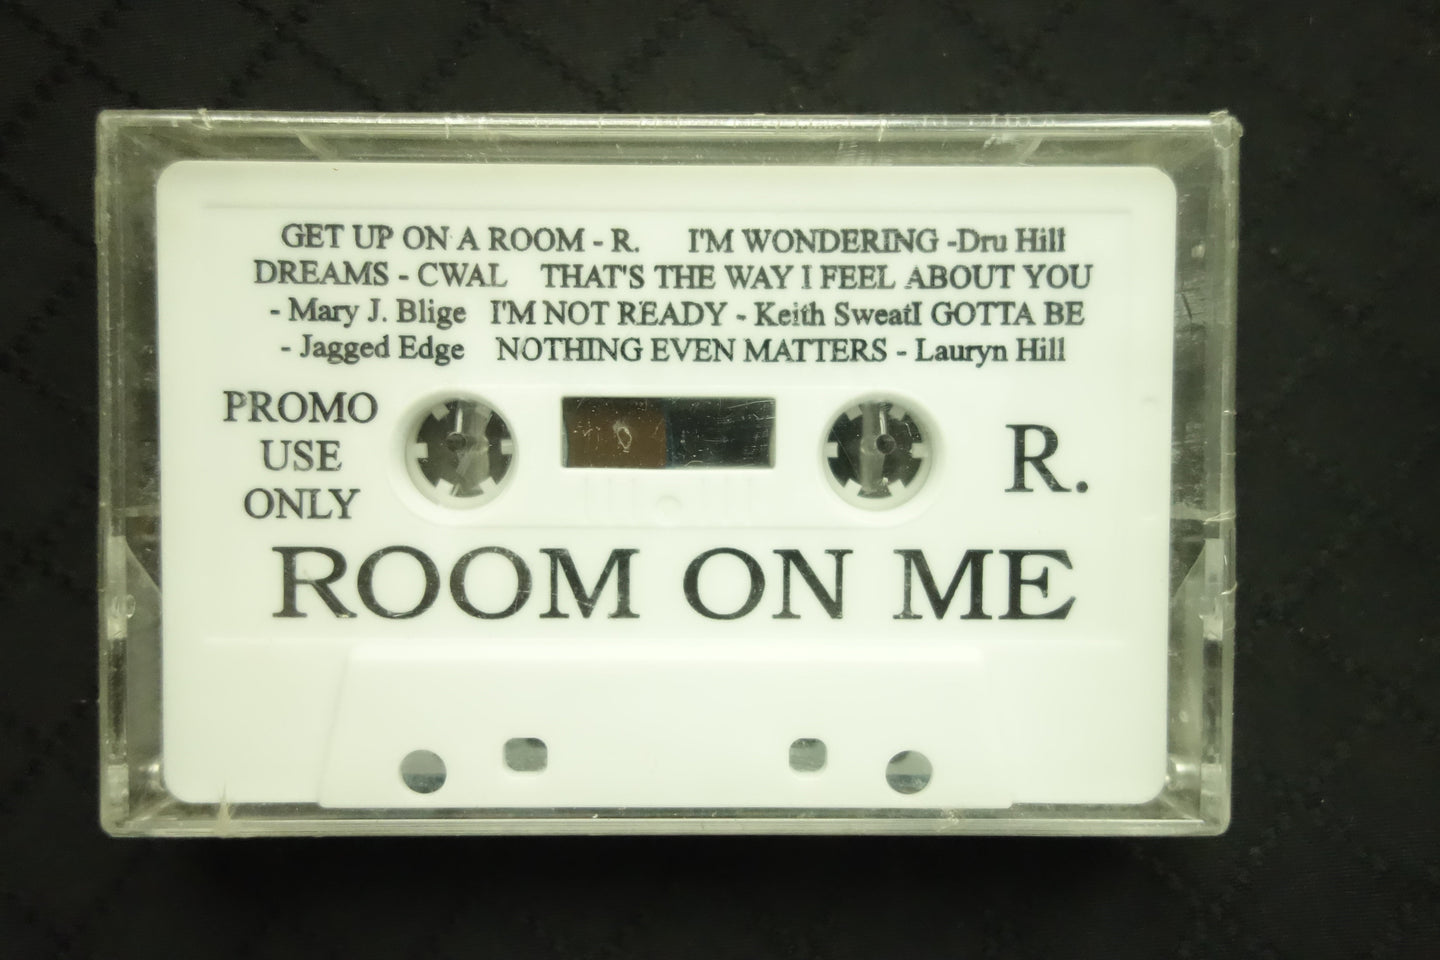 GET UP ON A ROOM - R. I'M WONDERING -Dru Hill
DREAMS - CWAL THAT'S THE WAY I FEEL ABOUT YOU
- Mary J. Blige I'M NOT READY - Keith SweatI GOTTA BE
- Jagged Edge NOTHING EVEN MATTERS - Lauryn Hill
PROMO
USE
ONLY
R.
ROOM ON ME